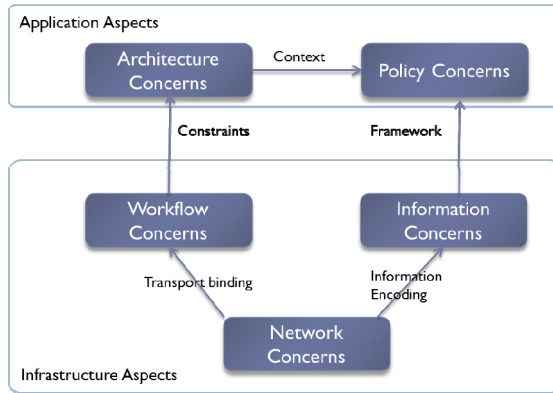 Application Aspects
Architecture
Concerns
Context
Policy Concerns
Constraints
Framework
Workflow
Concerns
Information
Concerns
Transport binding
Information
Encoding
Network
Concerns
Infrastructure Aspects